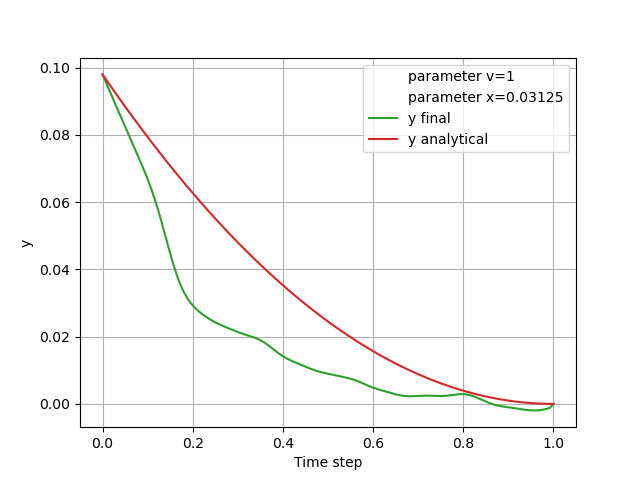 parameter v=1
parameter x=0.03125
y final
y analytical
0.10
0.08
0.06
0.04
0.02
0.00
y
0.0 0.2 0.4 0.6 0.8 1.0
Time step